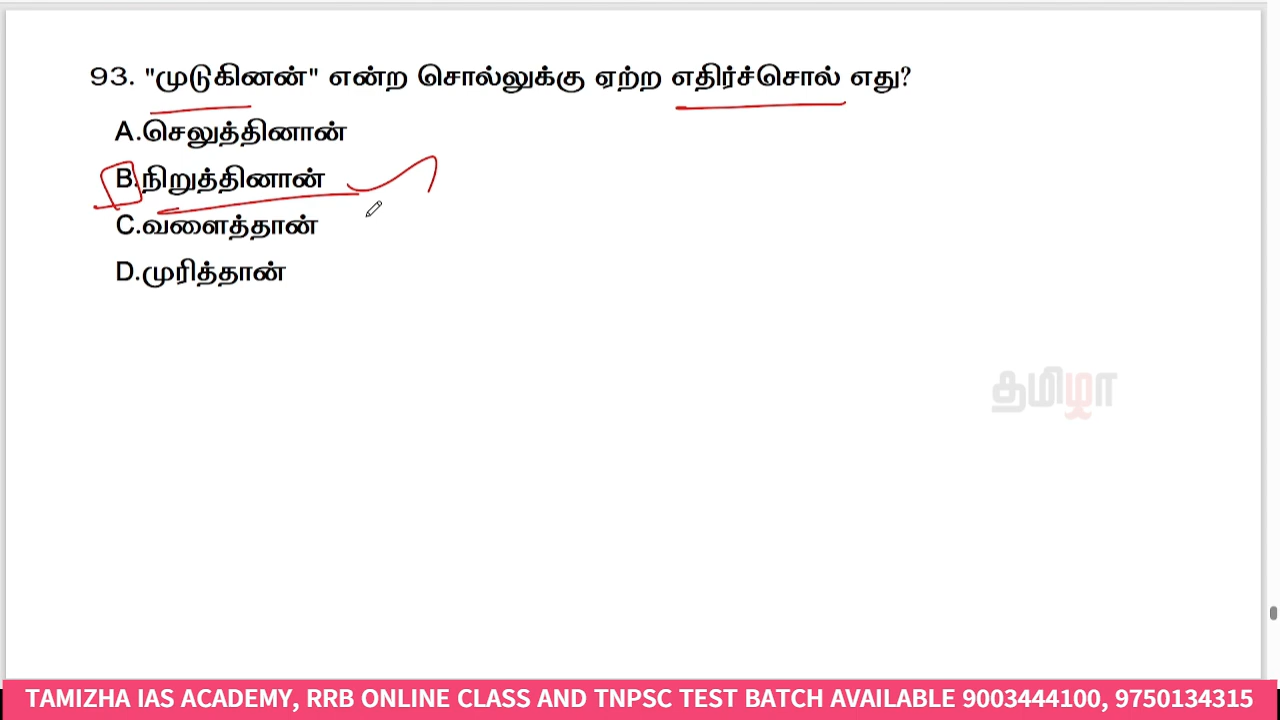 93. "முடுகினன்" என்ற சொல்லுக்கு ஏற்ற எதிர்ச்சொல் எது?
A.செலுத்தினான்
B.நிறுத்தினான்
C.வளைத்தான்
D.முரித்தான்
தமிழா
TAMIZHA IAS ACADEMY, RRB ONLINE CLASS AND TNPSC TEST BATCH AVAILABLE 9003444100, 9750134315